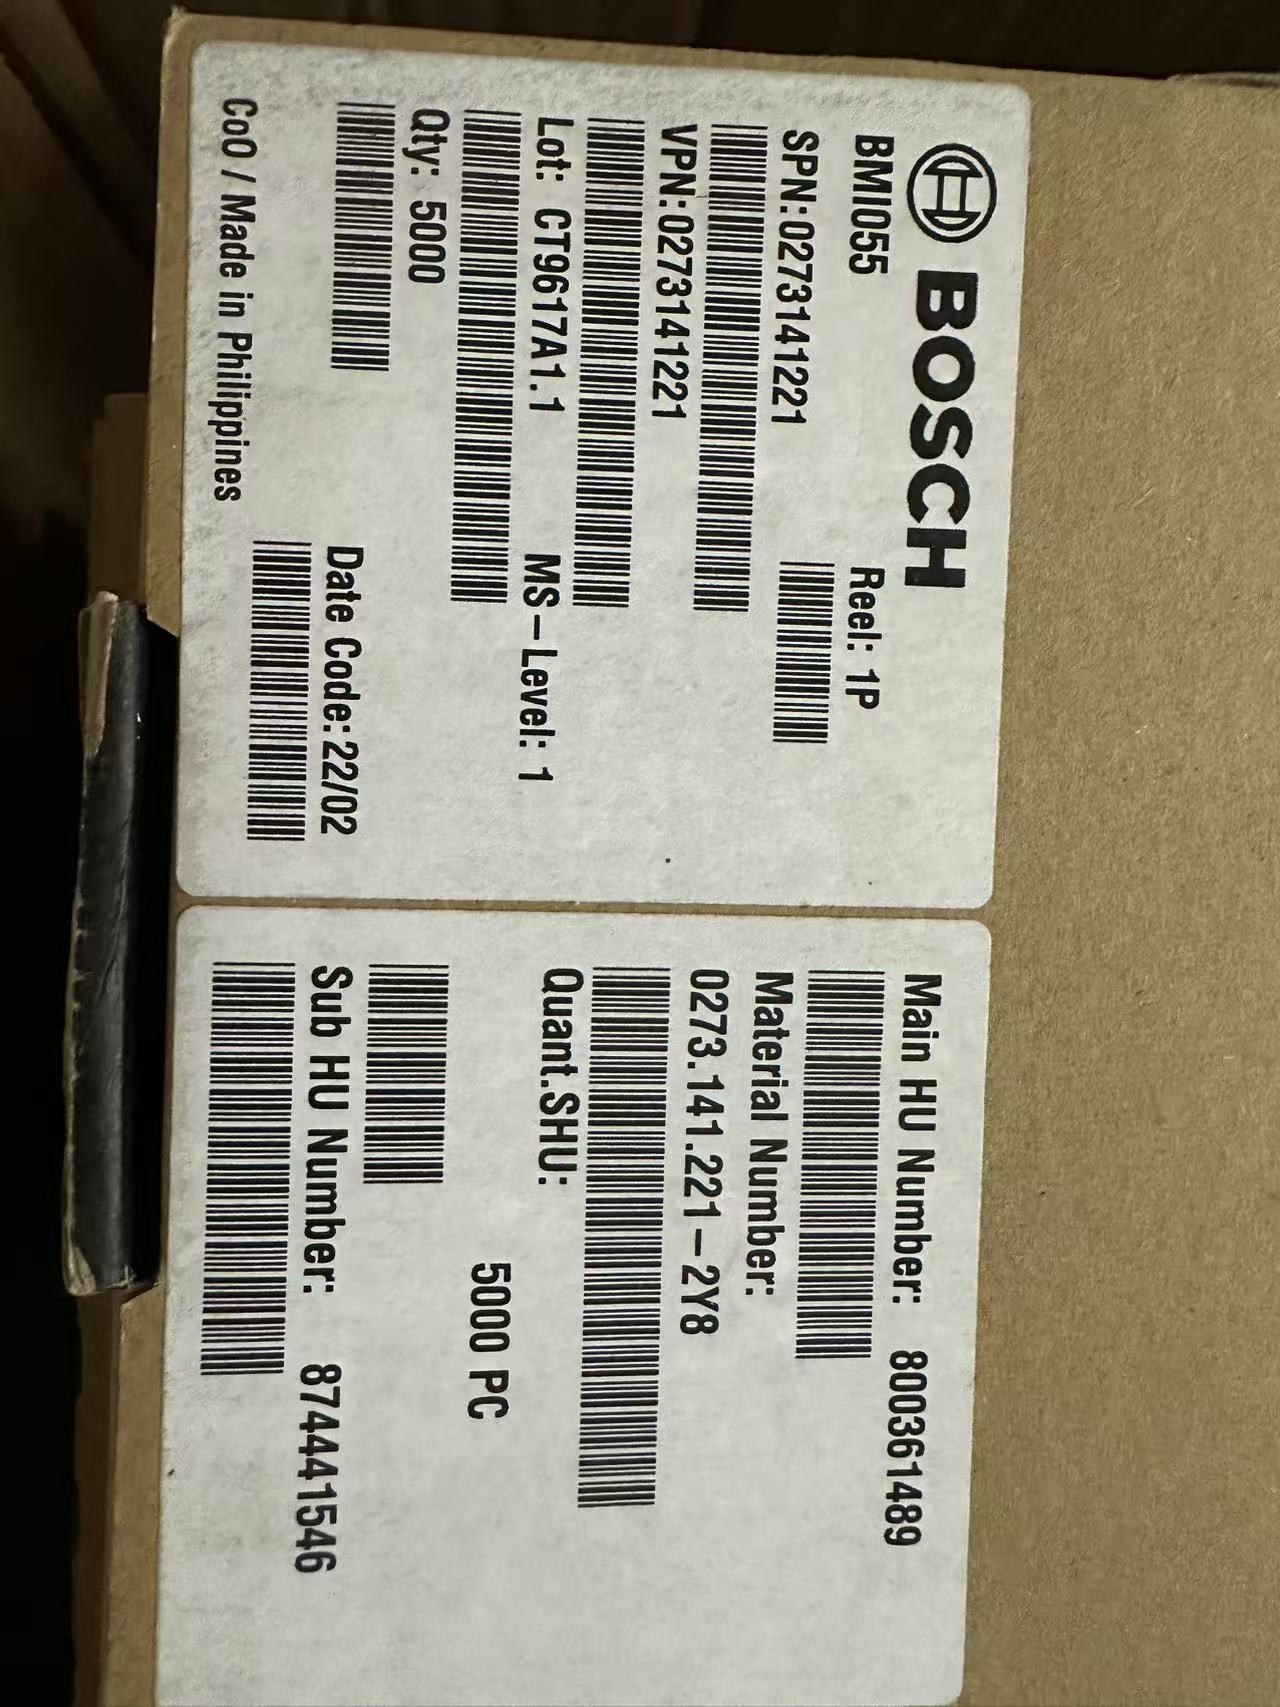 BOSCH
BMI055 Reel: 1P
SPN:0273141221
VPN:0273141221
Lot: CT9617A1.1 MS-Level: 1
Qty: 5000
Date Code:22/02
CoO / Made in Philippines
Main HU Number: 800361489
Material Number:
0273.141.221-2Y8
Quant.SHU:
5000 PC
Sub HU Number: 874441546